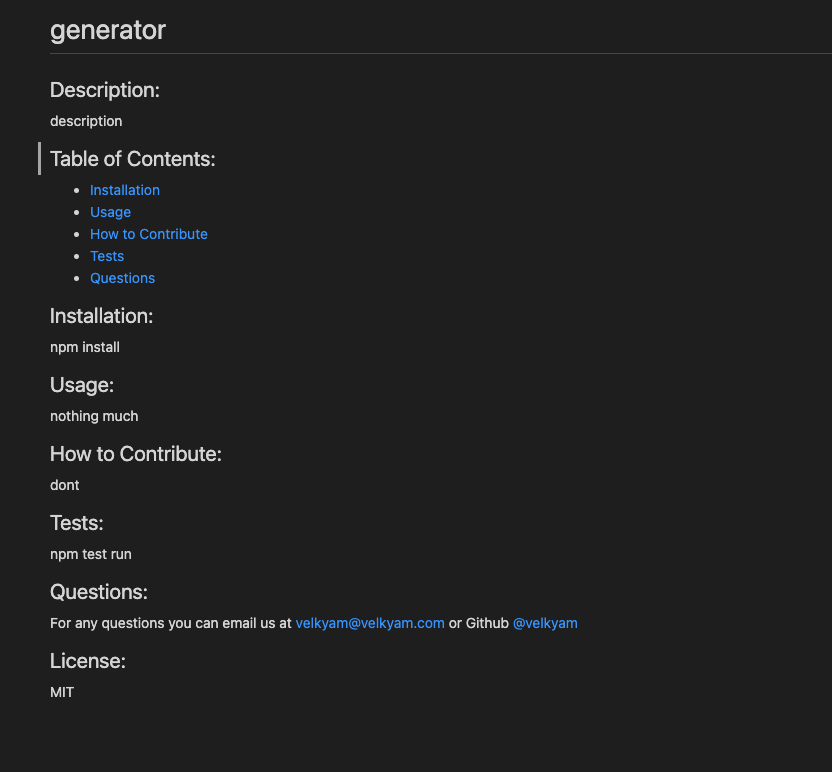 generator
Description:
description
Table of Contents:
Installation
Usage
How to Contribute
Tests
Questions
Installation:
npm install
Usage:
nothing much
How to Contribute:
dont
Tests:
npm test run
Questions:
For any questions you can email us at velkyam@velkyam.com or Github @velkyam
License:
MIT